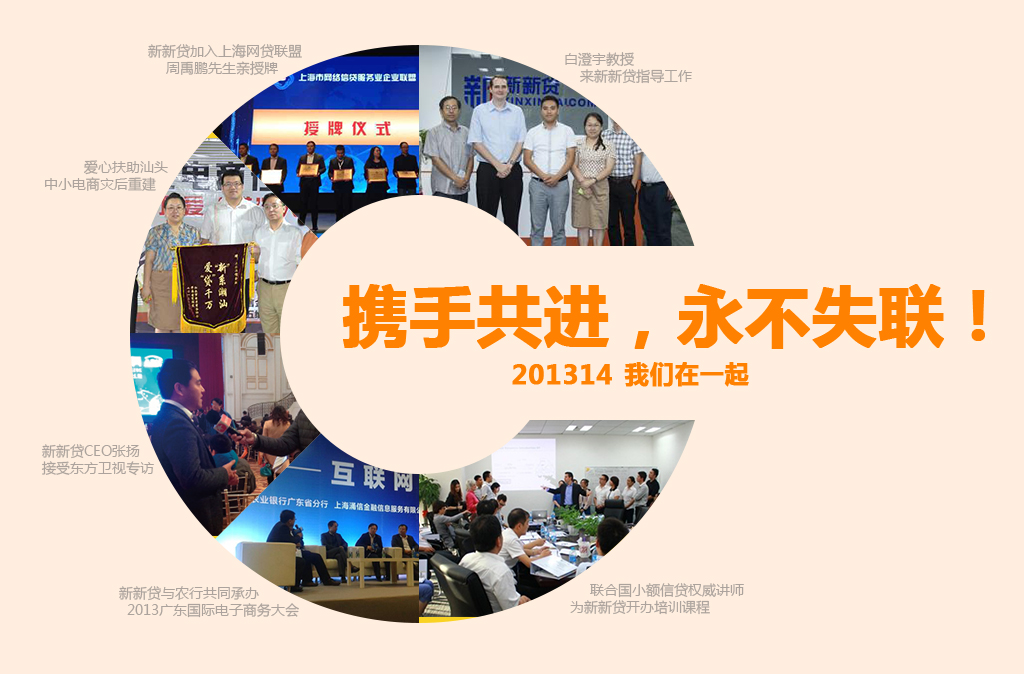 新新贷加入上海网贷联盟
周禹鹏先生亲授牌
白澄宇教授
来新新贷指导工作
上海市网络信贷服务业企业联盟
授牌仪式
新新贷
XINXINDAI.COM
爱心扶助汕头
中小电商灾后重建
电商
爱
“新”系潮汕
爱“贷”千万
携手共进，永不失联！
201314 我们在一起
新新贷CEO张扬
接受东方卫视专访
互联网
农业银行广东省分行 上海涌信金融信息服务有限公
新新贷与农行共同承办
2013广东国际电子商务大会
联合国小额信贷权威讲师
为新新贷开办培训课程